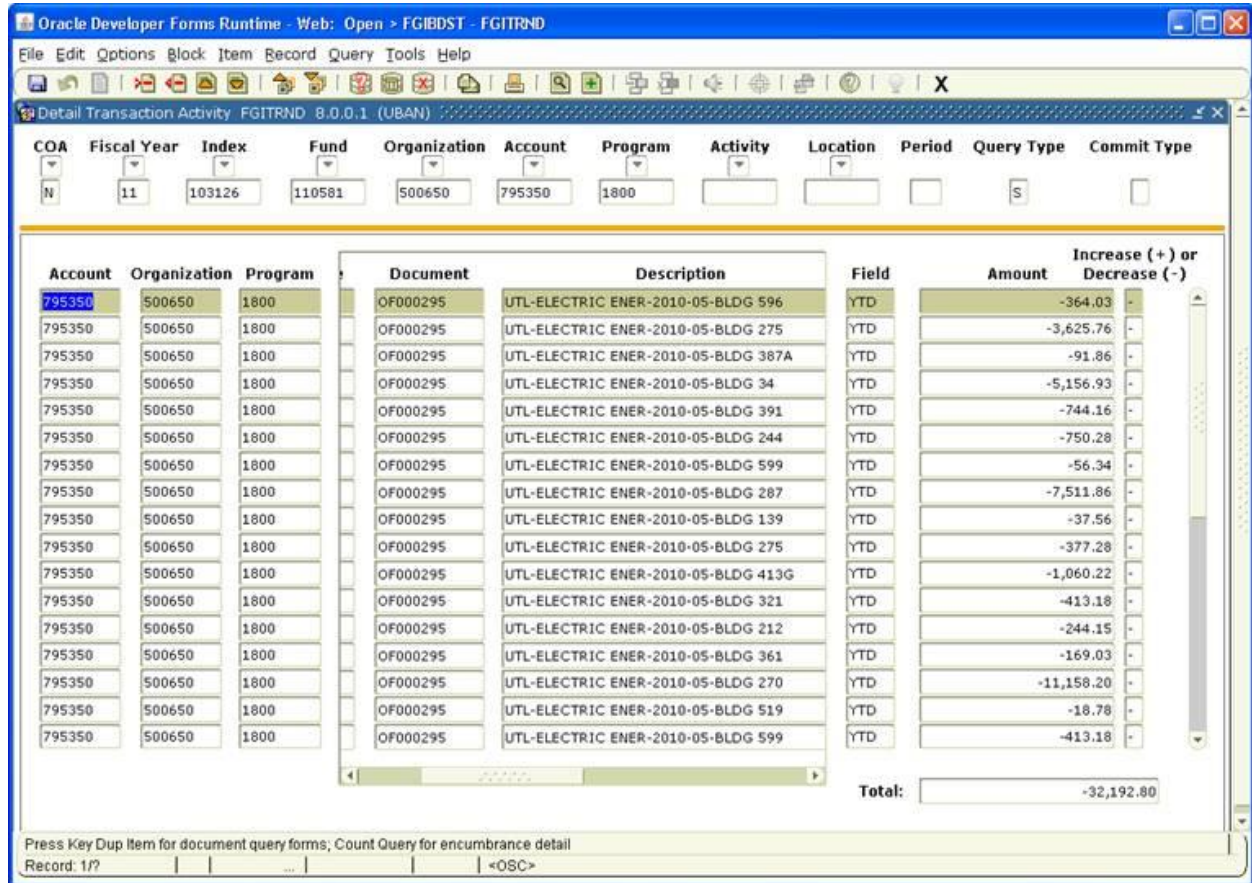 Oracle Developer Forms Runtime - Web: Open > FGIBDST - FGITRND
File Edit Options Block Item Record Query Tools Help
X
Detail Transaction Activity FGITRND 8.0.0.1 (UBAN)
COA Fiscal Year Index Fund Organization Account Program Activity Location Period Query Type Commit Type
N 11 103126 110581 500650 795350 1800 S
Increase (+) or
Account Organization Program Document Description Field Amount Decrease (-)
795350 500650 1800 OF000295 UTL-ELECTRIC ENER-2010-05-BLDG 596 YTD -364.03 -
795350 500650 1800 OF000295 UTL-ELECTRIC ENER-2010-05-BLDG 275 YTD -3,625.76 -
795350 500650 1800 OF000295 UTL-ELECTRIC ENER-2010-05-BLDG 387A YTD -91.86 -
795350 500650 1800 OF000295 UTL-ELECTRIC ENER-2010-05-BLDG 34 YTD -5,156.93 -
795350 500650 1800 OF000295 UTL-ELECTRIC ENER-2010-05-BLDG 391 YTD -744.16 -
795350 500650 1800 OF000295 UTL-ELECTRIC ENER-2010-05-BLDG 244 YTD -750.28 -
795350 500650 1800 OF000295 UTL-ELECTRIC ENER-2010-05-BLDG 599 YTD -56.34 -
795350 500650 1800 OF000295 UTL-ELECTRIC ENER-2010-05-BLDG 287 YTD -7,511.86 -
795350 500650 1800 OF000295 UTL-ELECTRIC ENER-2010-05-BLDG 139 YTD -37.56 -
795350 500650 1800 OF000295 UTL-ELECTRIC ENER-2010-05-BLDG 275 YTD -377.28 -
795350 500650 1800 OF000295 UTL-ELECTRIC ENER-2010-05-BLDG 413G YTD -1,060.22 -
795350 500650 1800 OF000295 UTL-ELECTRIC ENER-2010-05-BLDG 321 YTD -413.18 -
795350 500650 1800 OF000295 UTL-ELECTRIC ENER-2010-05-BLDG 212 YTD -244.15 -
795350 500650 1800 OF000295 UTL-ELECTRIC ENER-2010-05-BLDG 361 YTD -169.03 -
795350 500650 1800 OF000295 UTL-ELECTRIC ENER-2010-05-BLDG 270 YTD -11,158.20 -
795350 500650 1800 OF000295 UTL-ELECTRIC ENER-2010-05-BLDG 519 YTD -18.78 -
795350 500650 1800 OF000295 UTL-ELECTRIC ENER-2010-05-BLDG 599 YTD -413.18 -
Total: -32,192.80
Press Key Dup Item for document query forms; Count Query for encumbrance detail
Record: 1/? ... <OSC>